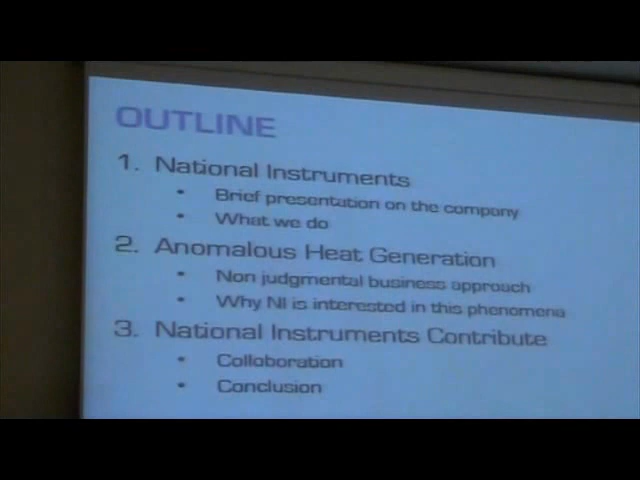 OUTLINE
1. National Instruments
• Brief presentation on the company
• What we do
2. Anomalous Heat Generation
• Non judgmental business approach
• Why NI is interested in this phenomena
3. National Instruments Contribute
• Collaboration
• Conclusion